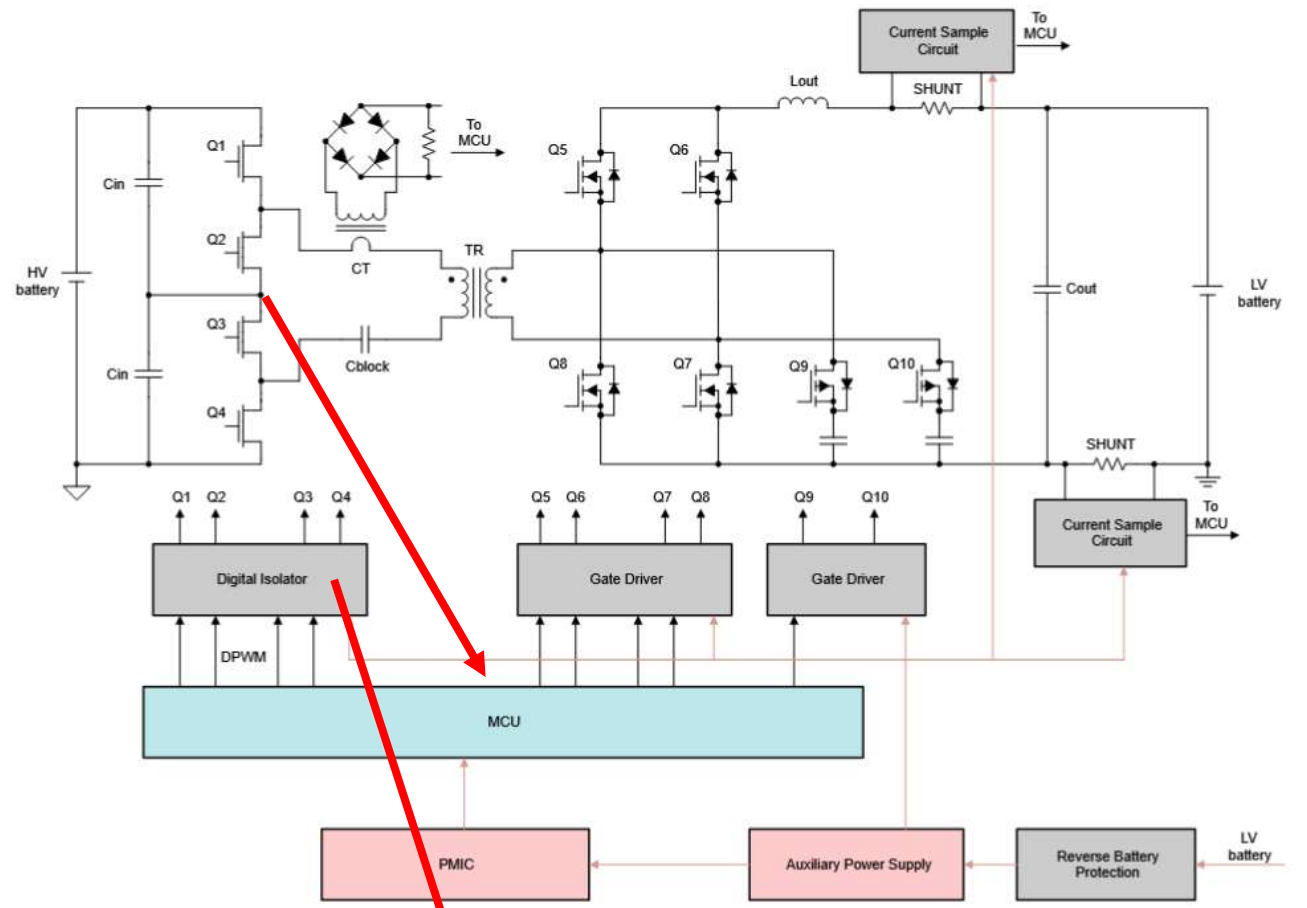 Current Sample
Circuit
To
MCU
Lout
SHUNT
To
MCU
Q1
Q5
Q6
Cin
Q2
TR
CT
HV
battery
Cout
LV
battery
Q3
Cblock
Q8
Q7
Q9
Q10
Cin
Q4
SHUNT
Q1 Q2 Q3 Q4
Q5 Q6 Q7 Q8
Q9 Q10
To
MCU
Current Sample
Circuit
Digital Isolator
Gate Driver
Gate Driver
DPWM
MCU
PMIC
Auxiliary Power Supply
Reverse Battery
Protection
LV
battery